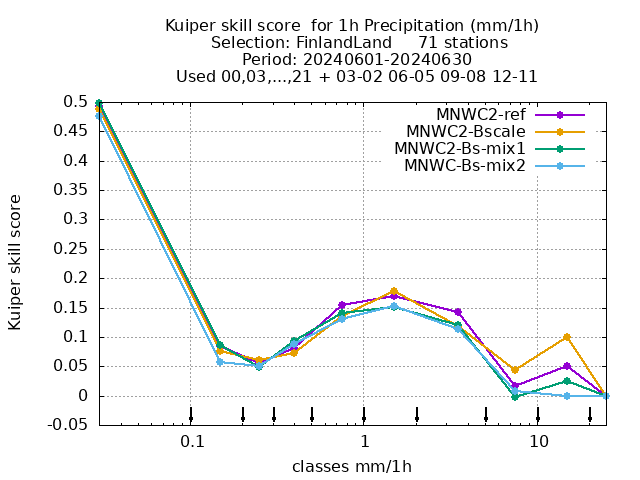 Kuiper skill score  for 1h Precipitation (mm/1h)
Selection: FinlandLand     71 stations
Period: 20240601-20240630
Used 00,03,...,21 + 03-02 06-05 09-08 12-11
MNWC2-ref
MNWC2-Bscale
MNWC2-Bs-mix1
MNWC-Bs-mix2
0.5
0.45
0.4
0.35
0.3
0.25
0.2
0.15
0.1
0.05
0
-0.05
Kuiper skill score
0.1 1 10
classes mm/1h